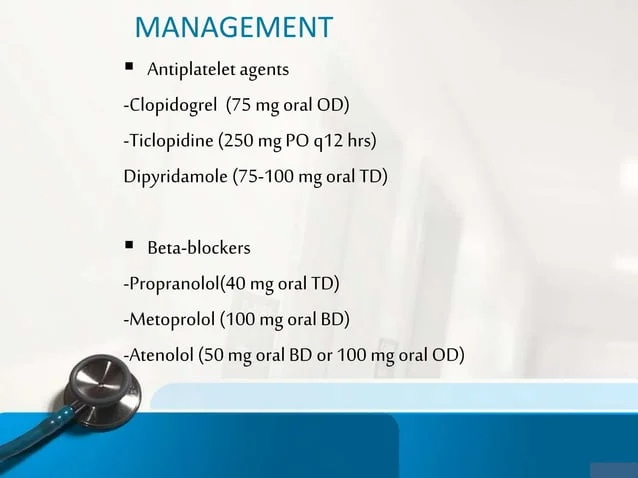 MANAGEMENT
▪ Antiplatelet agents
-Clopidogrel (75 mg oral OD)
-Ticlopidine (250 mg PO q12 hrs)
Dipyridamole (75-100 mg oral TD)
▪ Beta-blockers
-Propranolol(40 mg oral TD)
-Metoprolol (100 mg oral BD)
-Atenolol (50 mg oral BD or 100 mg oral OD)